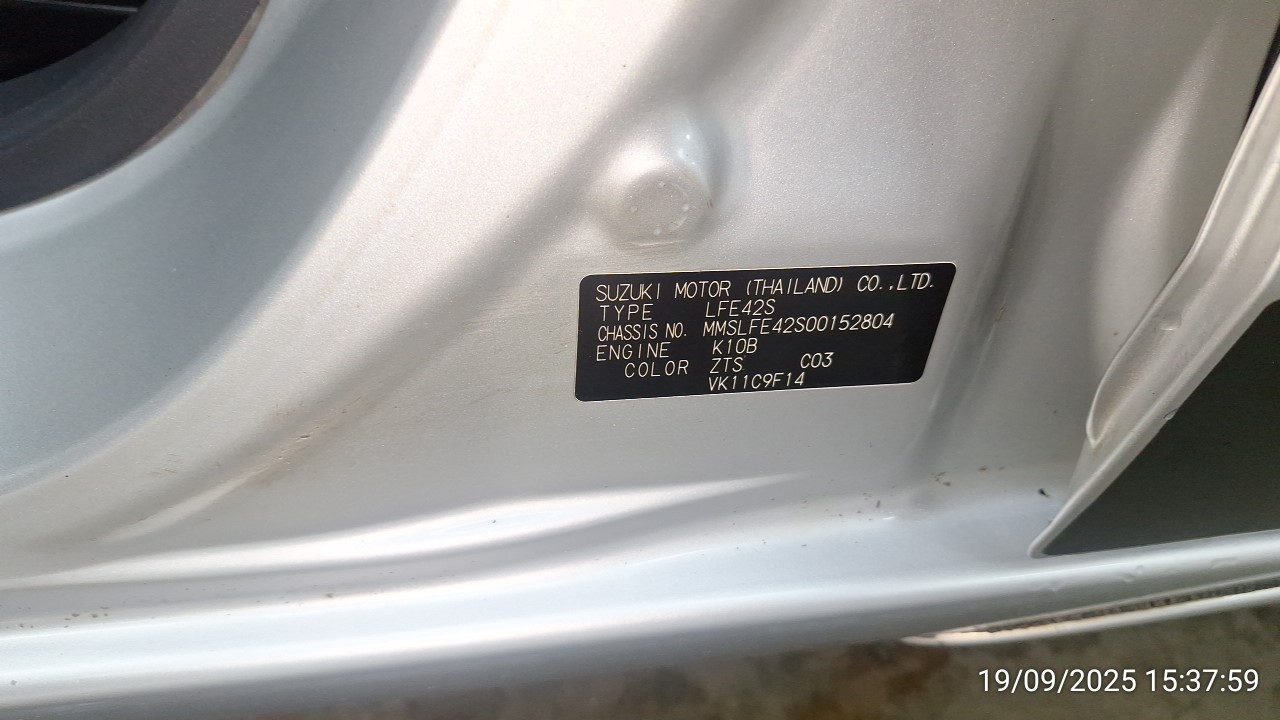 SUZUKI MOTOR (THAILAND) CO.,LTD.
TYPE LFE42S
CHASSIS NO. MMSLFE42S00152804
ENGINE K10B
COLOR ZTS C03
VK11C9F14
19/09/2025 15:37:59